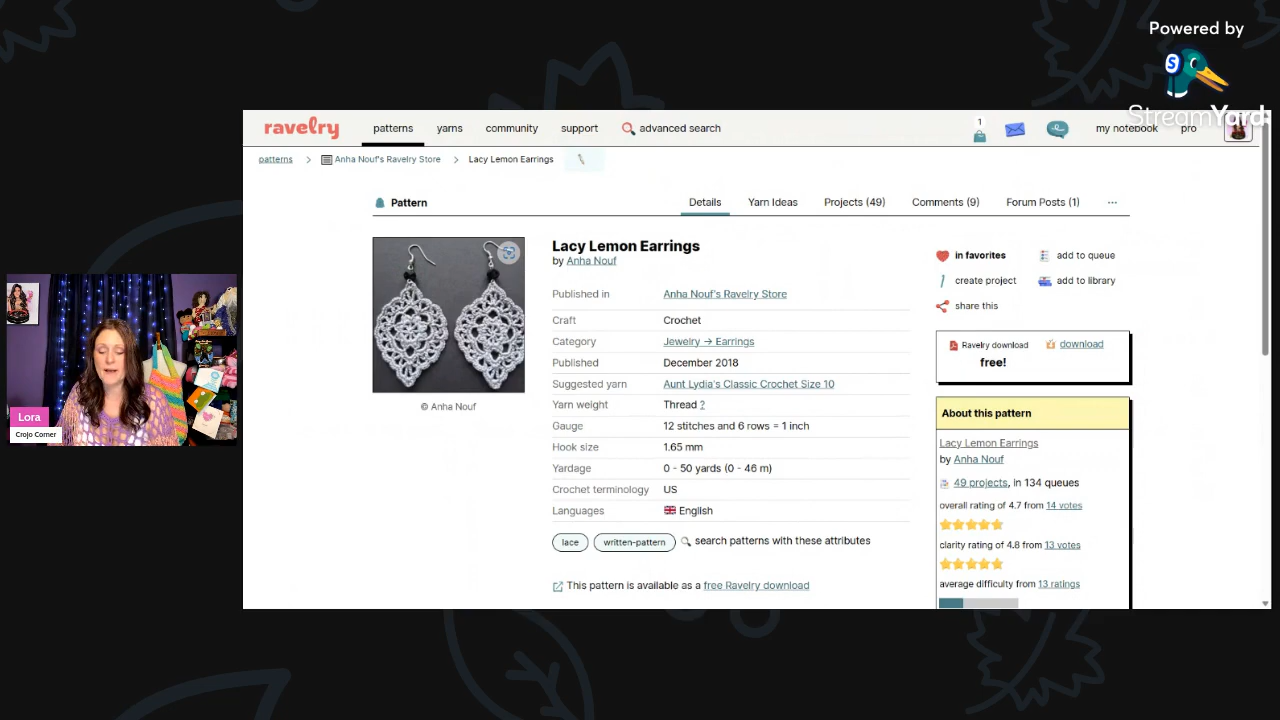 Powered by
StreamYard
ravelry
patterns
yarns
community
support
advanced search
1
my notebook
pro
patterns
Anha Nouf's Ravelry Store
Lacy Lemon Earrings
Pattern
Details
Yarn Ideas
Projects (49)
Comments (9)
Forum Posts (1)
Lacy Lemon Earrings
by Anha Nouf
Published in Anha Nouf's Ravelry Store
Craft Crochet
Category Jewelry → Earrings
Published December 2018
Suggested yarn Aunt Lydia's Classic Crochet Size 10
Yarn weight Thread ?
Gauge 12 stitches and 6 rows = 1 inch
Hook size 1.65 mm
Yardage 0 - 50 yards (0 - 46 m)
Crochet terminology US
Languages English
lace written-pattern search patterns with these attributes
This pattern is available as a free Ravelry download
© Anha Nouf
in favorites add to queue
create project add to library
share this
Ravelry download download
free!
About this pattern
Lacy Lemon Earrings
by Anha Nouf
49 projects, in 134 queues
overall rating of 4.7 from 14 votes
clarity rating of 4.8 from 13 votes
average difficulty from 13 ratings
Lora
Crojo Corner